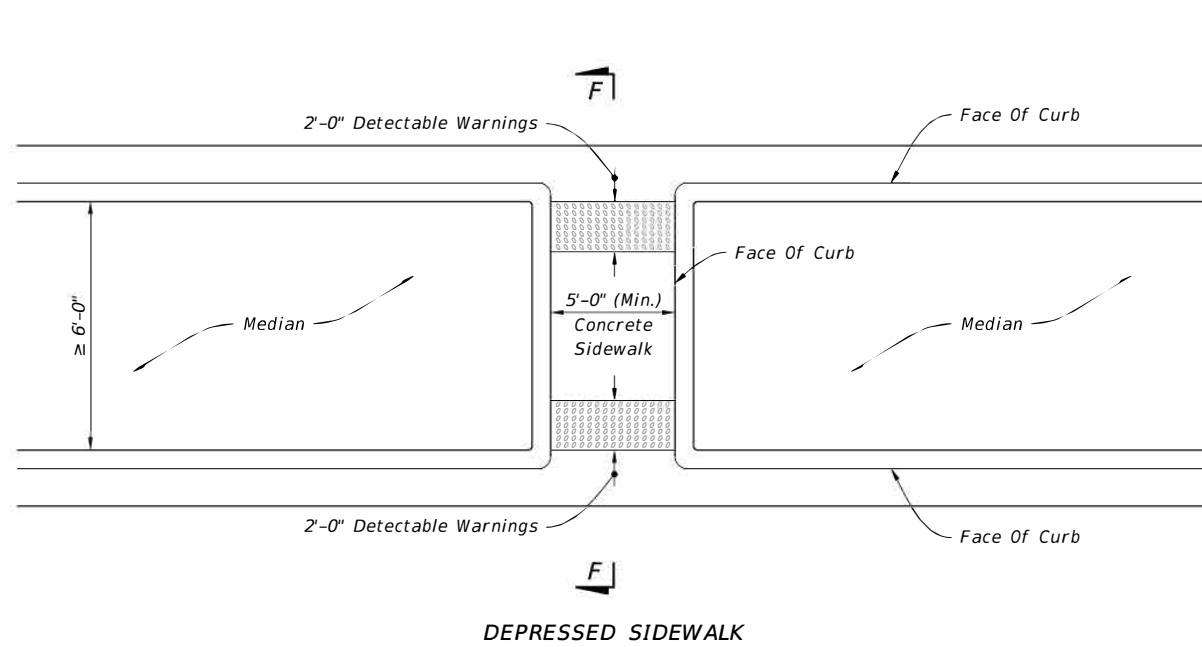 F
2'-0" Detectable Warnings
Face Of Curb
Face Of Curb
≥ 6'-0"
5'-0" (Min.)
Concrete
Sidewalk
Median
Median
2'-0" Detectable Warnings
Face Of Curb
F
DEPRESSED SIDEWALK